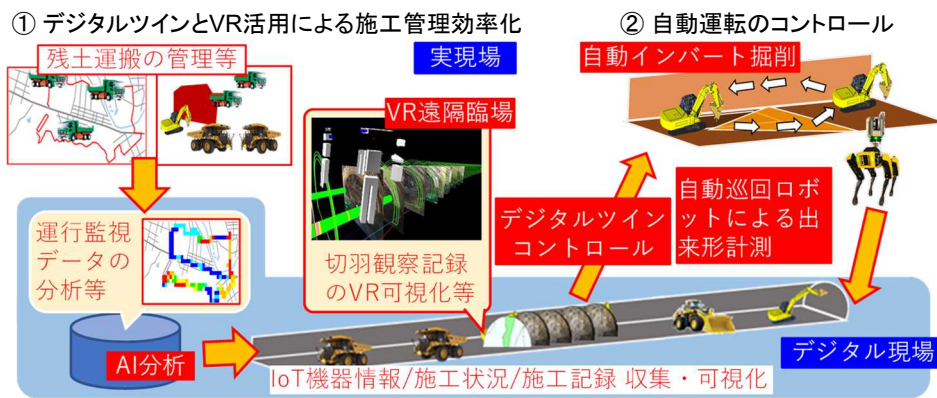 ① デジタルツインとVR活用による施工管理効率化
② 自動運転のコントロール
残土運搬の管理等
実現場
自動インバート掘削
VR遠隔臨場
デジタルツイン
コントロール
自動巡回ロボ
ットによる出
来形計測
運行監視
データの
分析等
切羽観察記録
のVR可視化等
AI分析
デジタル現場
IoT機器情報/施工状況/施工記録 収集・可視化